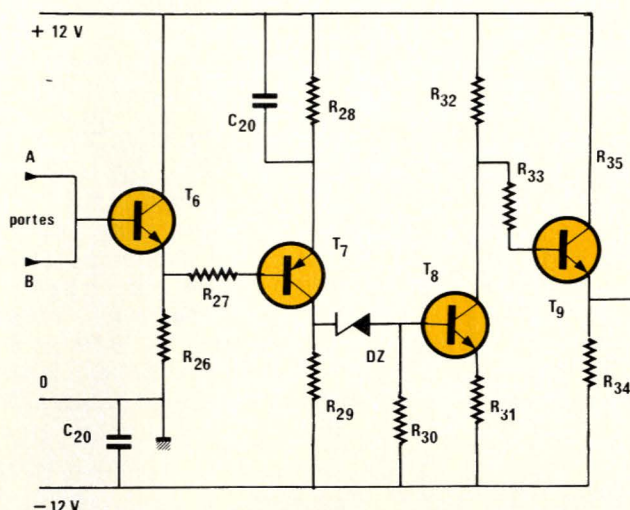 + 12 V
C20
R28
R32
R35
A
T6
R33
portes
T7
B
R27
T8
T9
R26
DZ
R34
0
R29
R31
C20
R30
− 12 V